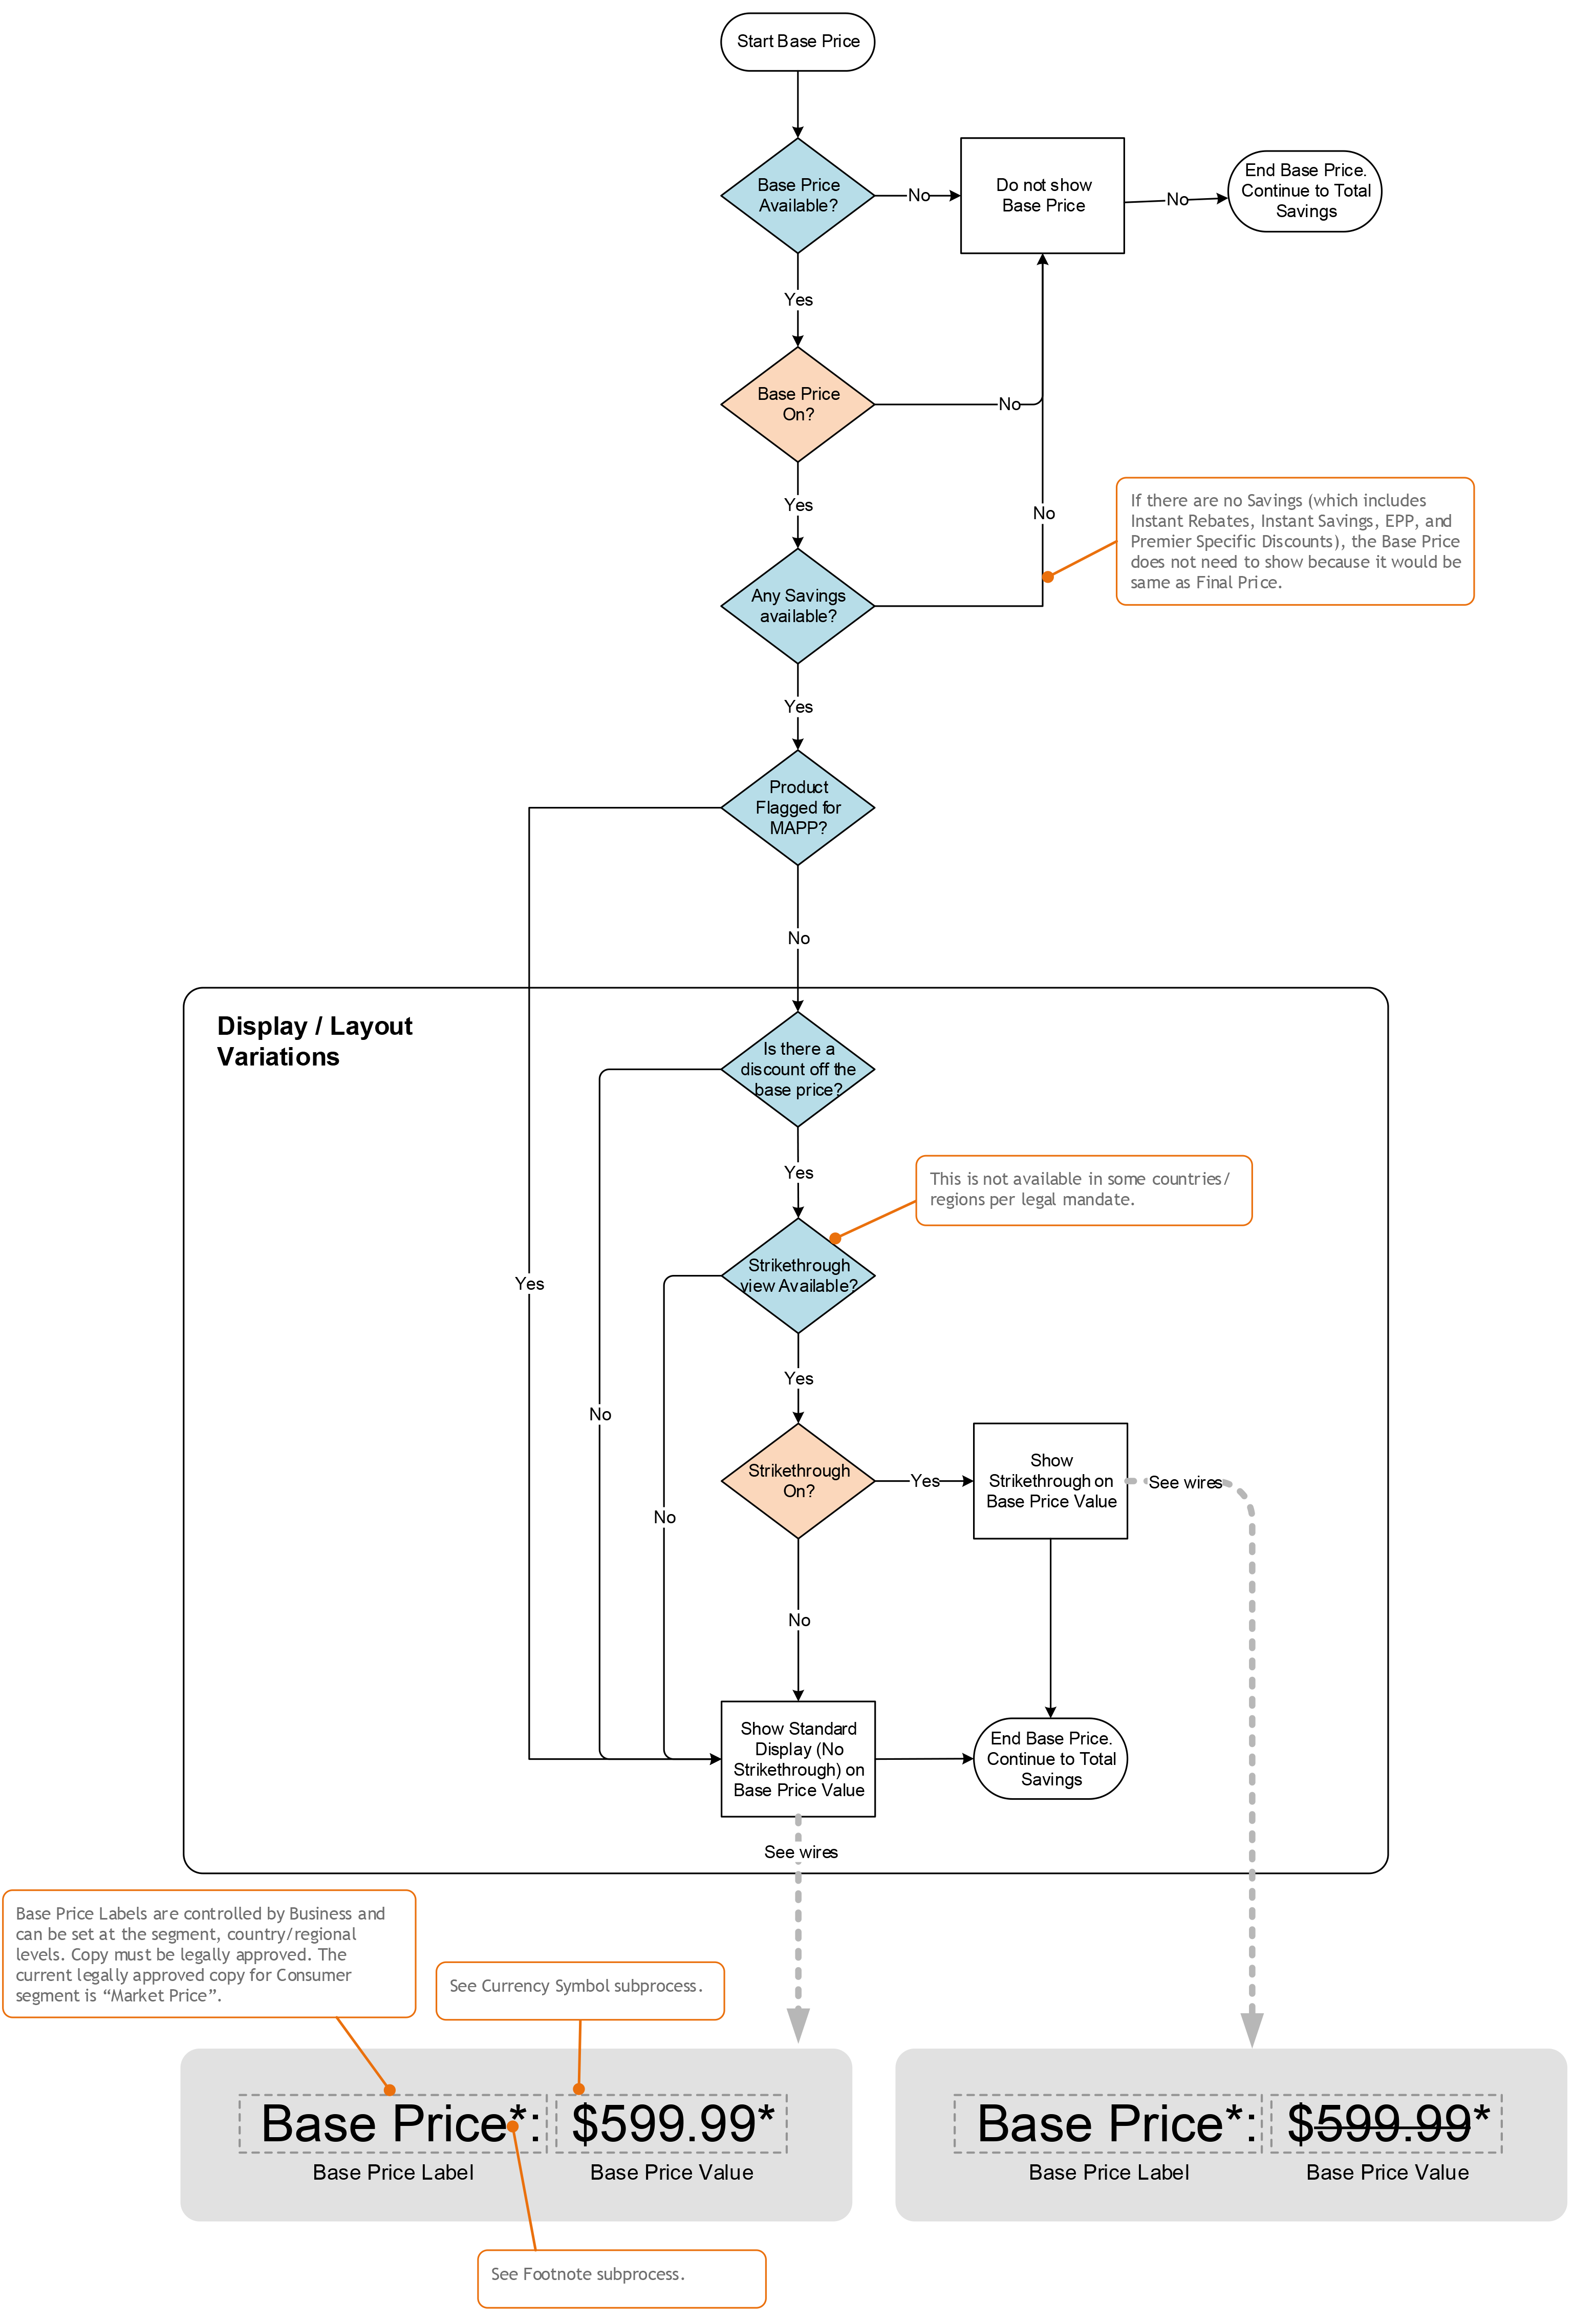 Start Base Price
Base Price
Available?
No
Do not show
Base Price
No
End Base Price.
Continue to Total
Savings
Yes
Base Price
On?
No
Yes
No
If there are no Savings (which includes
Instant Rebates, Instant Savings, EPP, and
Premier Specific Discounts), the Base Price
does not need to show because it would be
same as Final Price.
Any Savings
available?
Yes
Product
Flagged for
MAPP?
No
Display / Layout
Variations
Is there a
discount off the
base price?
Yes
This is not available in some countries/
regions per legal mandate.
Strikethrough
view Available?
Yes
Yes
No
Strikethrough
On?
Yes
Show
Strikethrough on
Base Price Value
See wires
No
No
Show Standard
Display (No
Strikethrough) on
Base Price Value
End Base Price.
Continue to Total
Savings
See wires
Base Price Labels are controlled by Business and
can be set at the segment, country/regional
levels. Copy must be legally approved. The
current legally approved copy for Consumer
segment is “Market Price”.
See Currency Symbol subprocess.
Base Price*: $599.99*
Base Price Label Base Price Value
Base Price*: $599.99*
Base Price Label Base Price Value
See Footnote subprocess.